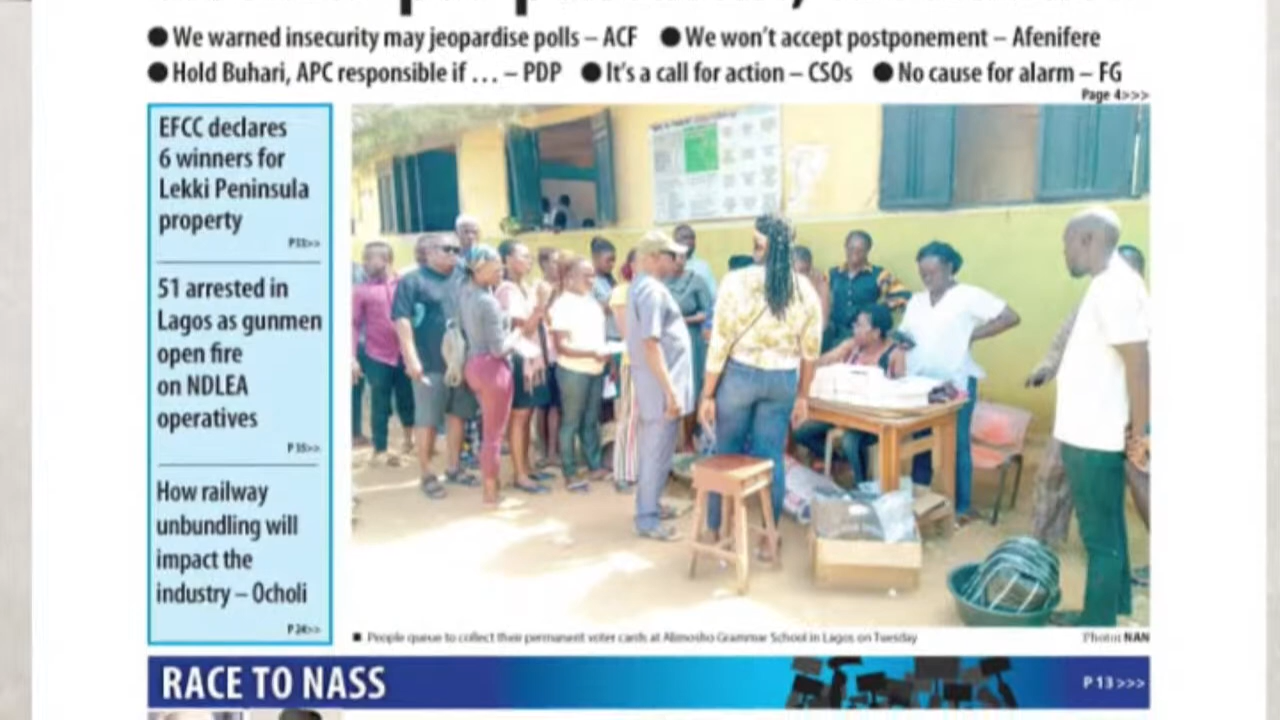 ● We warned insecurity may jeopardise polls – ACF ● We won't accept postponement – Afenifere
● Hold Buhari, APC responsible if ... – PDP ● It's a call for action – CSOs ● No cause for alarm – FG
Page 4>>>
EFCC declares
6 winners for
Lekki Peninsula
property
51 arrested in
Lagos as gunmen
open fire
on NDLEA
operatives
How railway
unbundling will
impact the
industry – Ocholi
■ People queue to collect their permanent voter cards at Alimosho Grammar School in Lagos on Tuesday
Photo: NAN
RACE TO NASS
P 13 >>>